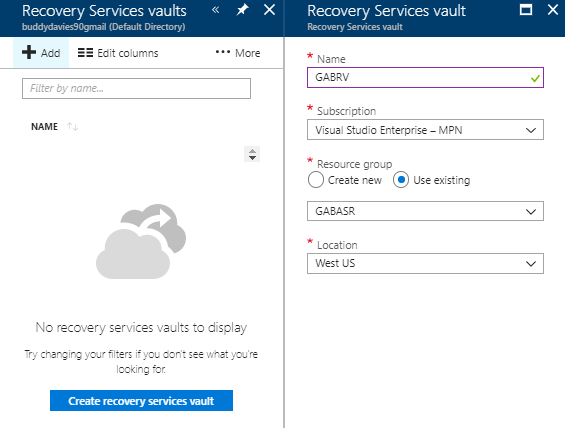 Recovery Services vaults
buddydavies90gmail (Default Directory)
Add
Edit columns
More
Filter by name...
NAME
No recovery services vaults to display
Try changing your filters if you don't see what you're
looking for.
Create recovery services vault
Recovery Services vault
Recovery Services vault
* Name
GABRV
* Subscription
Visual Studio Enterprise – MPN
* Resource group
Create new
Use existing
GABASR
* Location
West US